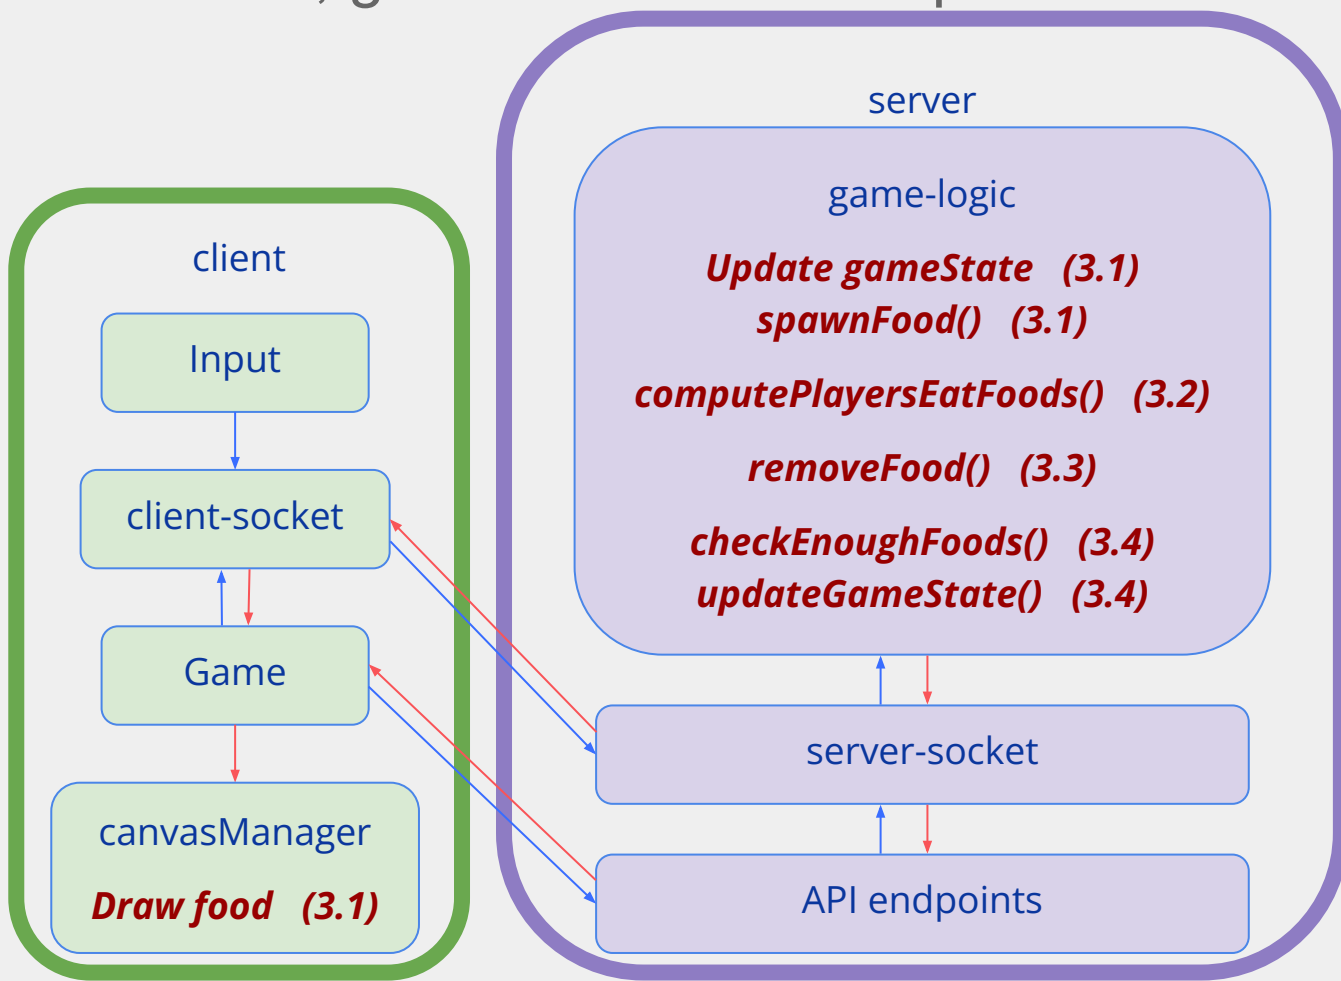 server
game-logic
Update gameState (3.1)
spawnFood() (3.1)
computePlayersEatFoods() (3.2)
removeFood() (3.3)
checkEnoughFoods() (3.4)
updateGameState() (3.4)
client
Input
client-socket
Game
canvasManager
Draw food (3.1)
server-socket
API endpoints